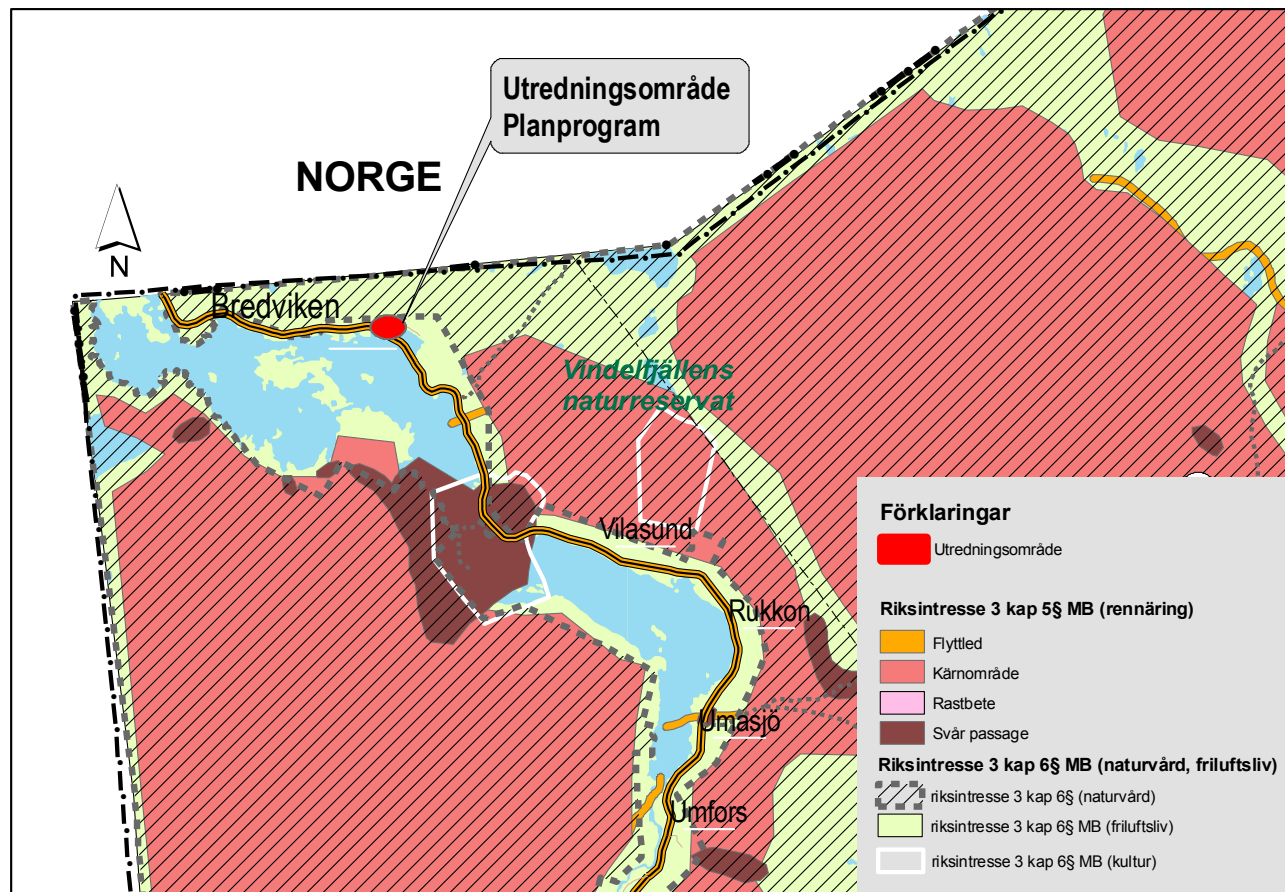 Utredningsområde
Planprogram
NORGE
N
Bredviken
Vindelfjällens
naturreservat
Vilasund
Rukkon
Umasjö
Umfors
Förklaringar
Utredningsområde
Riksintresse 3 kap 5§ MB (rennäring)
Flyttled
Kärnområde
Rastbete
Svår passage
Riksintresse 3 kap 6§ MB (naturvård, friluftsliv)
riksintresse 3 kap 6§ (naturvård)
riksintresse 3 kap 6§ MB (friluftsliv)
riksintresse 3 kap 6§ MB (kultur)